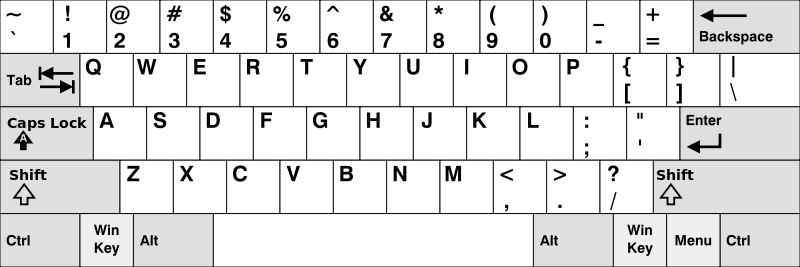 ~ ! @ # $ % ^ & * ( ) _ +
` 1 2 3 4 5 6 7 8 9 0 - = Backspace
Tab Q W E R T Y U I O P { } |
[ ] \
Caps Lock A S D F G H J K L : " Enter
A ; '
Shift Z X C V B N M < > ? Shift
, . /
Ctrl Win Key Alt Alt Win Key Menu Ctrl